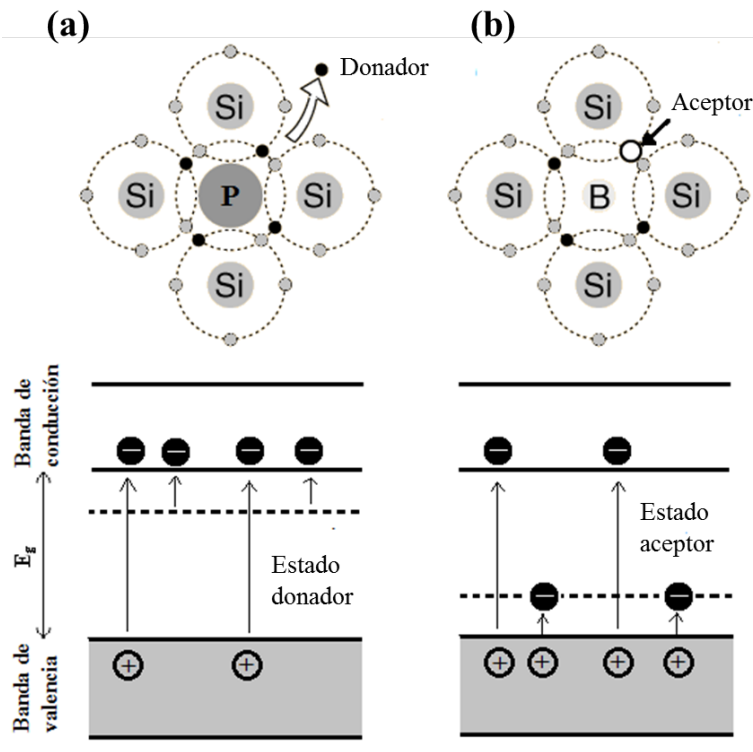 (a)
Donador
Si
Si
P
Si
Si
(b)
Aceptor
Si
Si
B
Si
Si
Banda de
conducción
Eg
Banda de
valencia
− − − −
Estado
donador
+ +
− −
Estado
aceptor
− −
+ + + +